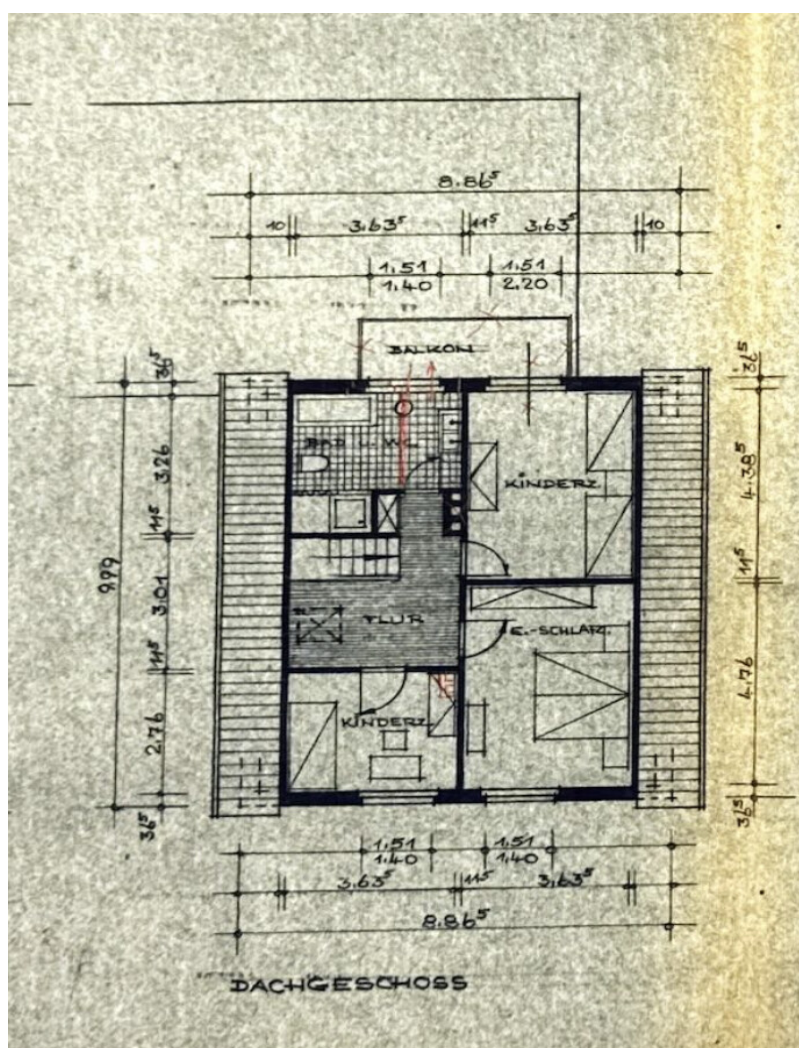 8.86⁵
10 3.63⁵ 11⁵ 3.63⁵ 10
1.51 1.51
1.40 2.20
BALKON
36⁵
36⁵
BAD U. WC
3.26
4.38⁵
KINDERZ.
11⁵
11⁵
9.99
3.01
FLUR
E.-SCHLAFZ.
11⁵
4.76
KINDERZ.
2.76
36⁵
36⁵
1.51 1.51
1.40 1.40
3.63⁵ 11⁵ 3.63⁵
8.86⁵
DACHGESCHOSS